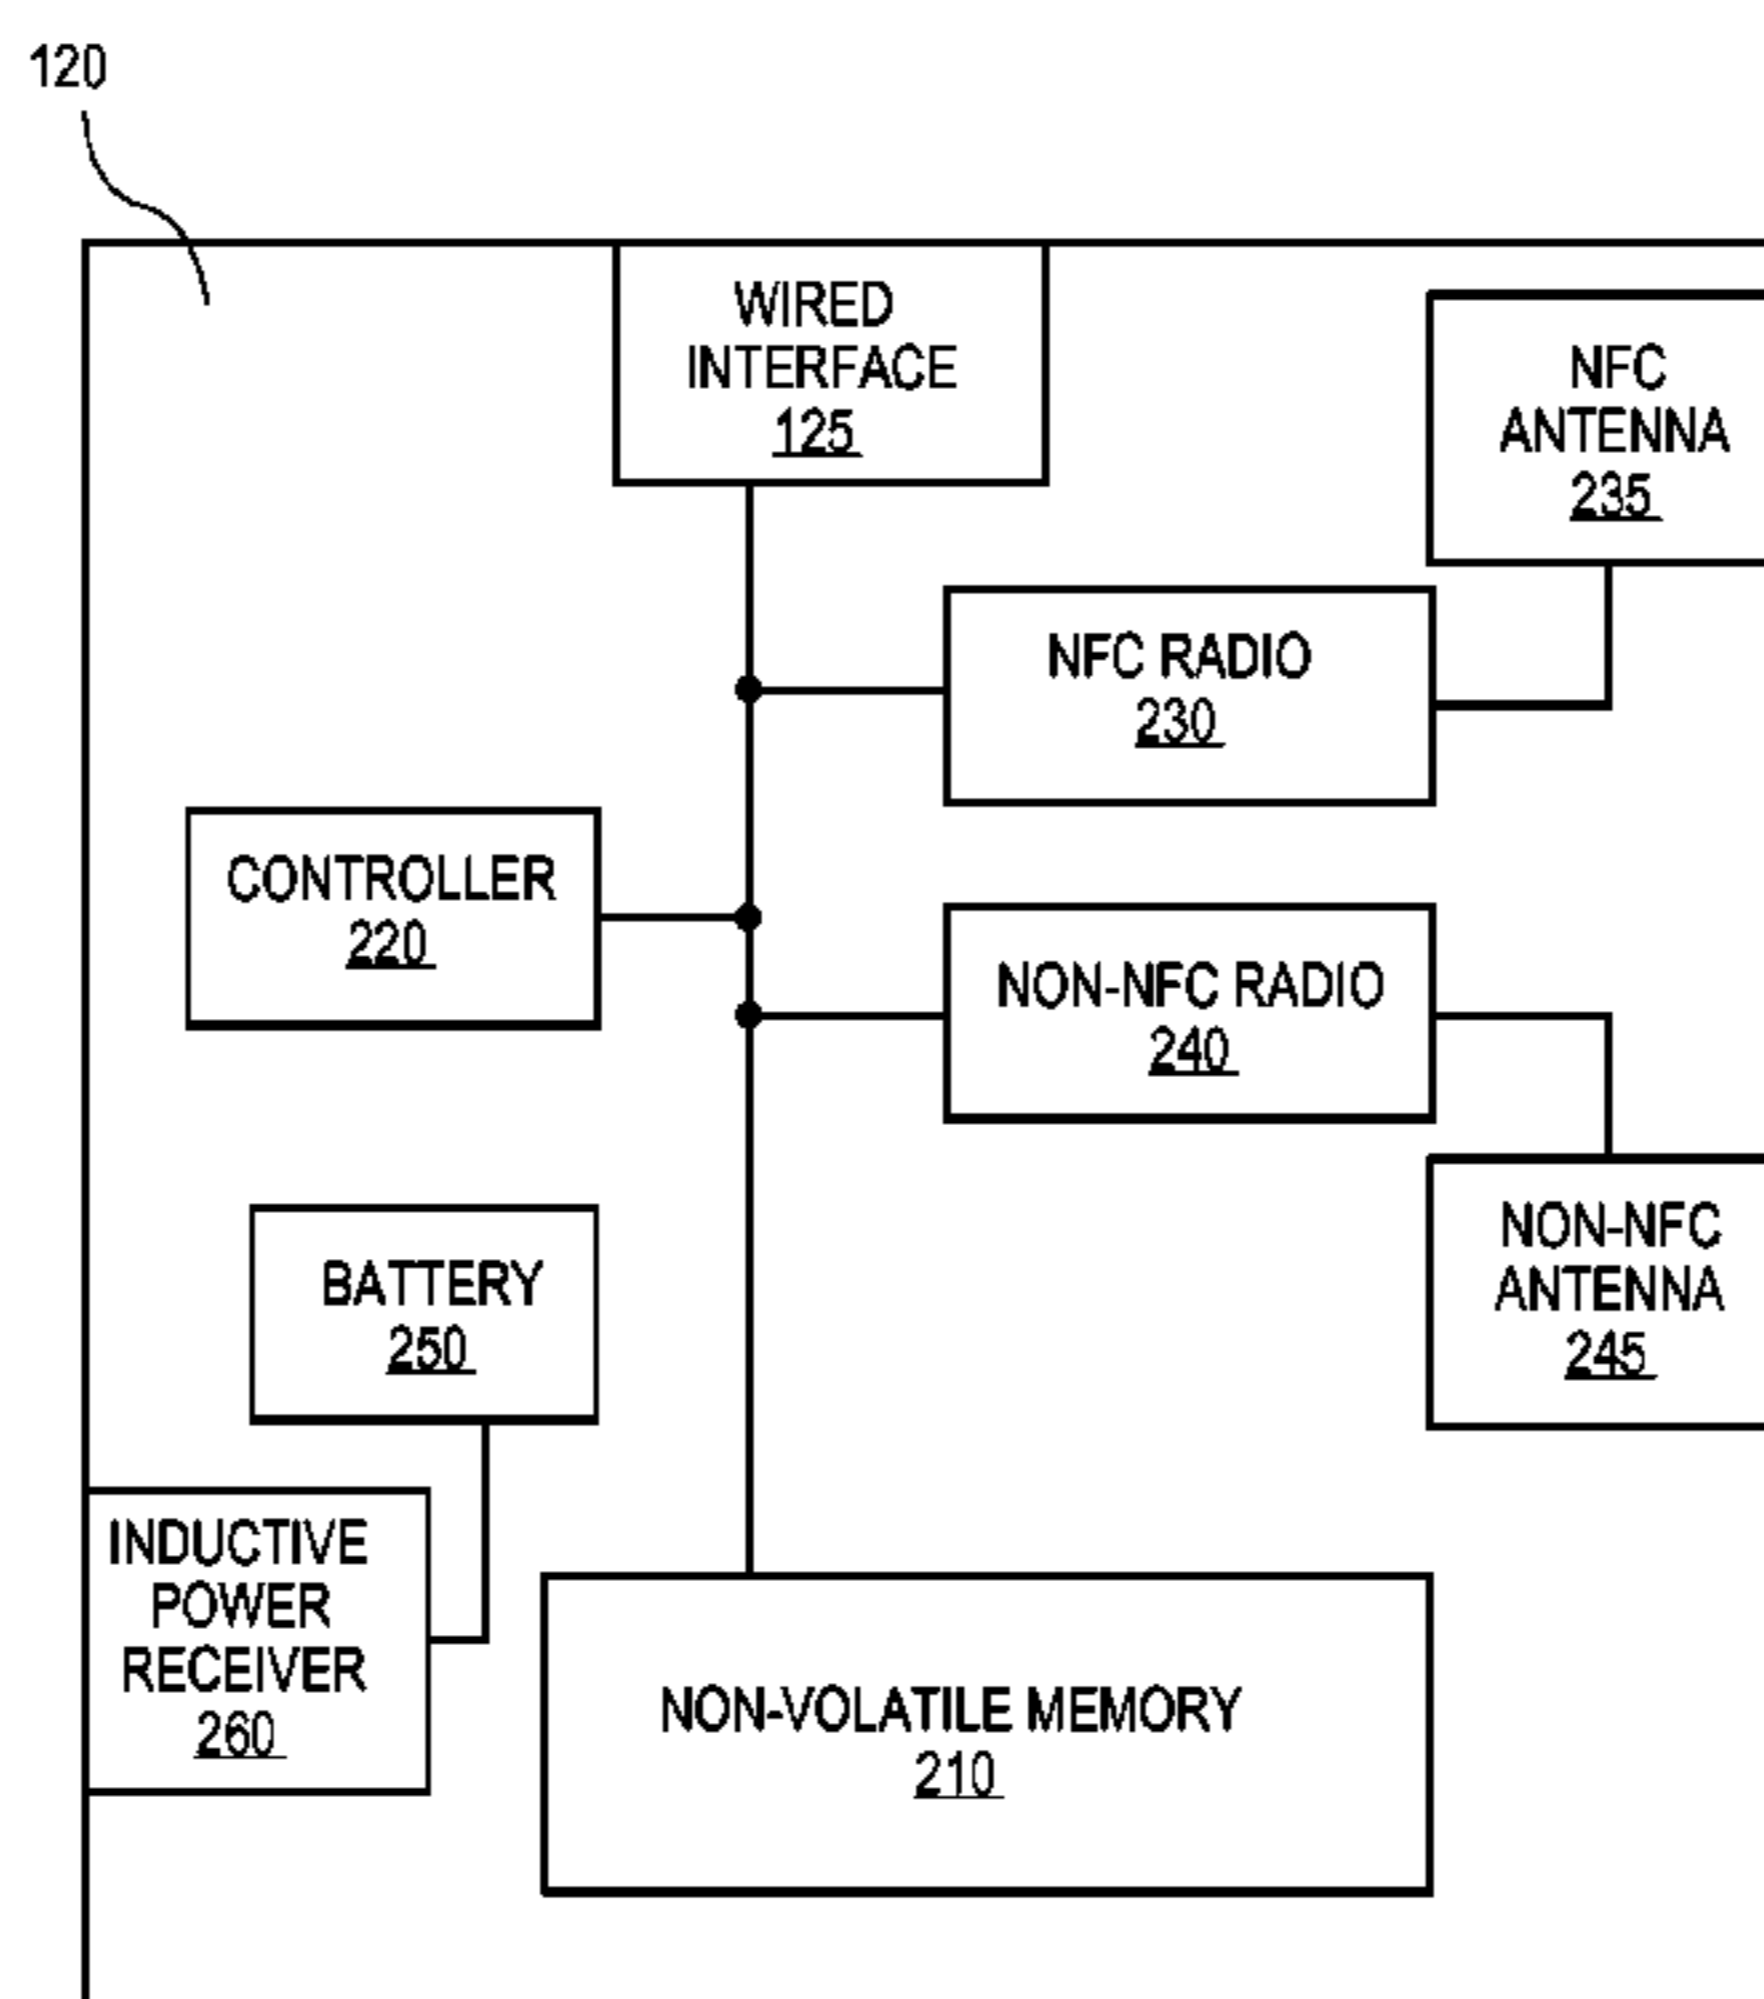 120
WIRED
INTERFACE
125
NFC
ANTENNA
235
NFC RADIO
230
CONTROLLER
220
NON-NFC RADIO
240
NON-NFC
ANTENNA
245
BATTERY
250
INDUCTIVE
POWER
RECEIVER
260
NON-VOLATILE MEMORY
210